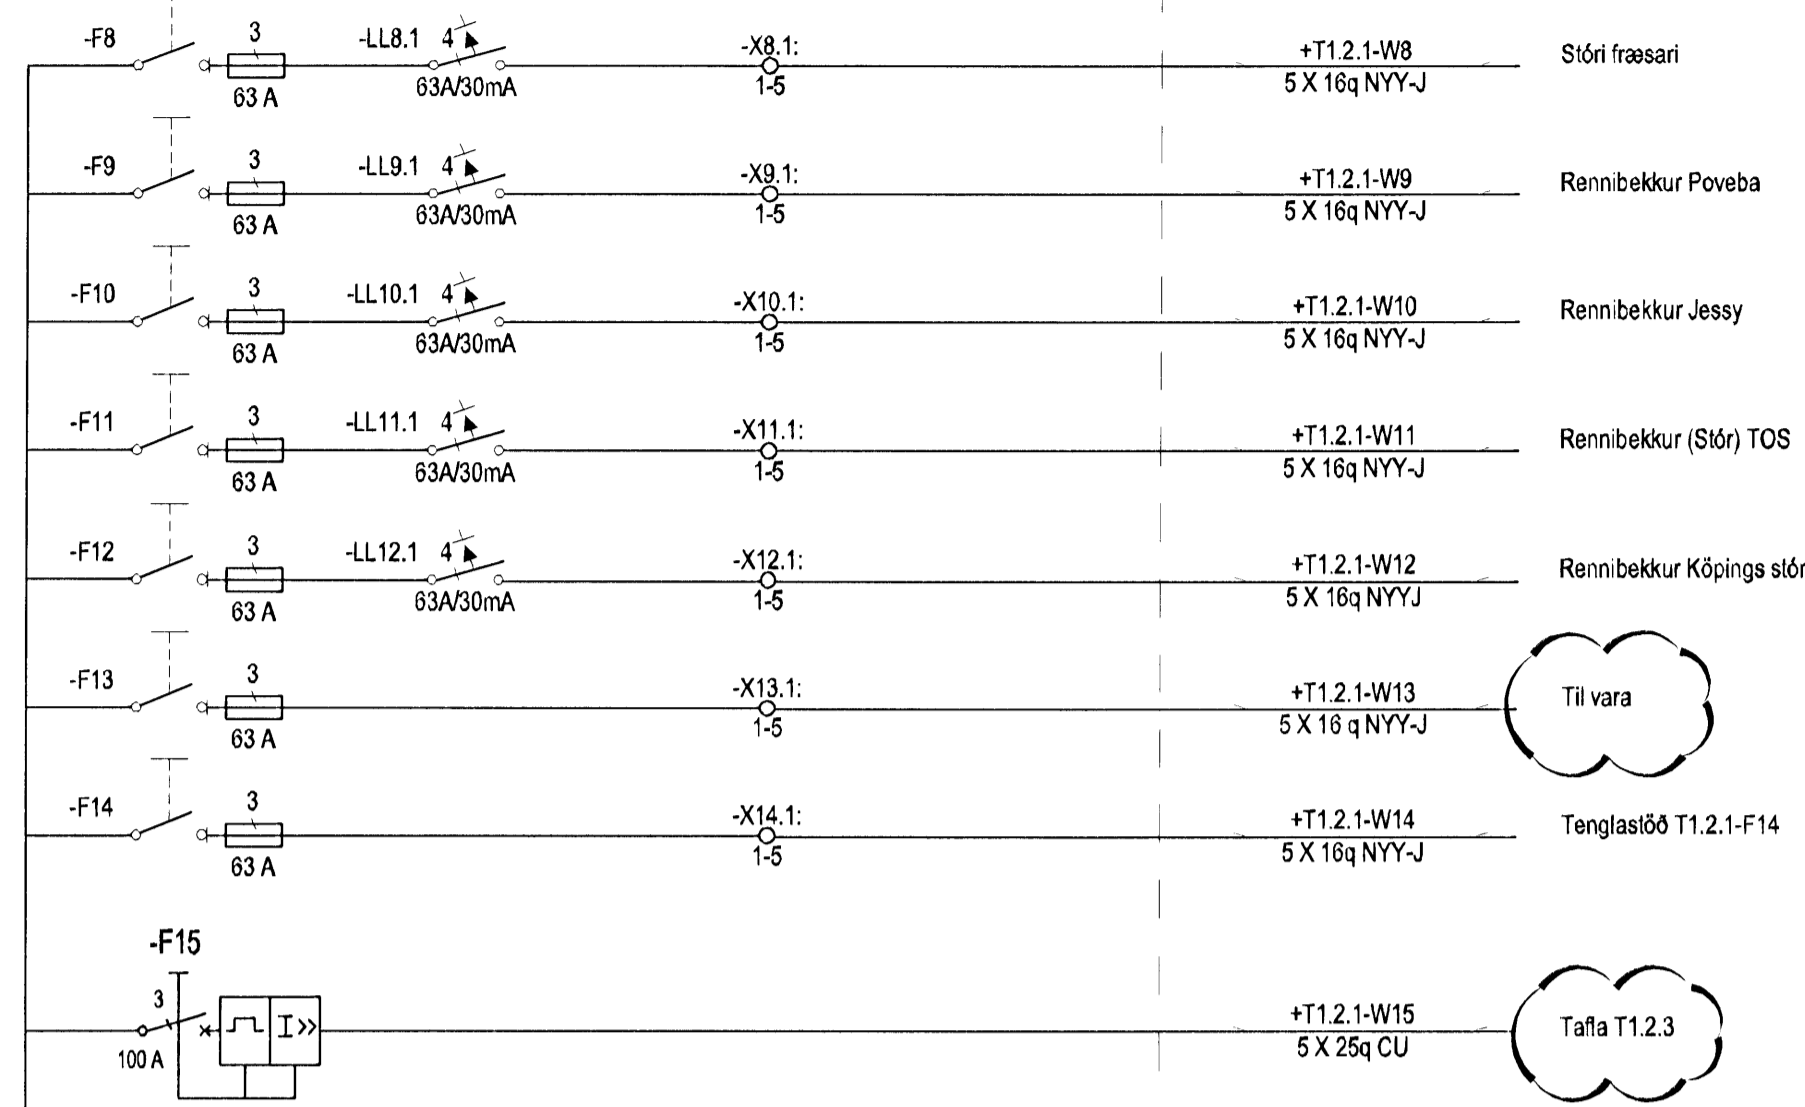 -F8 3 63 A -LL8.1 4 63A/30mA -X8.1: 1-5 +T1.2.1-W8 5 X 16q NYY-J Stóri fræsari
-F9 3 63 A -LL9.1 4 63A/30mA -X9.1: 1-5 +T1.2.1-W9 5 X 16q NYY-J Rennibekkur Poveba
-F10 3 63 A -LL10.1 4 63A/30mA -X10.1: 1-5 +T1.2.1-W10 5 X 16q NYY-J Rennibekkur Jessy
-F11 3 63 A -LL11.1 4 63A/30mA -X11.1: 1-5 +T1.2.1-W11 5 X 16q NYY-J Rennibekkur (Stór) TOS
-F12 3 63 A -LL12.1 4 63A/30mA -X12.1: 1-5 +T1.2.1-W12 5 X 16q NYYJ Rennibekkur Köpings stór
-F13 3 63 A -X13.1: 1-5 +T1.2.1-W13 5 X 16 q NYY-J Til vara
-F14 3 63 A -X14.1: 1-5 +T1.2.1-W14 5 X 16q NYY-J Tenglastöð T1.2.1-F14
-F15 3 100 A I>> +T1.2.1-W15 5 X 25q CU Tafla T1.2.3